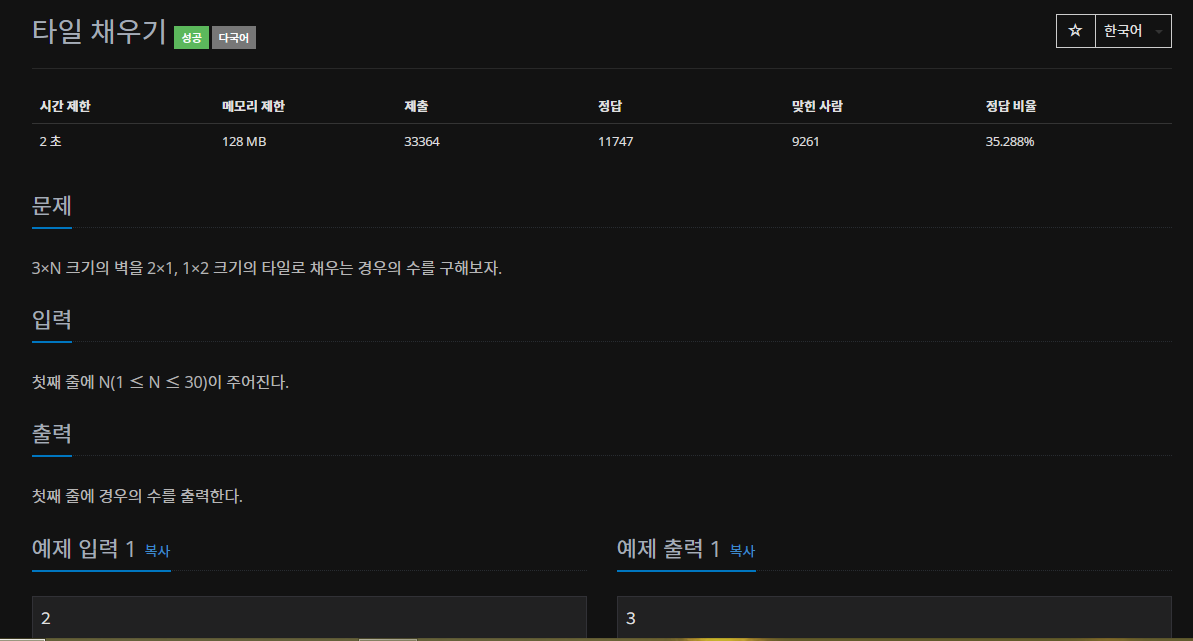 타일 채우기 성공 다국어
☆ 한국어
시간 제한 메모리 제한 제출 정답 맞힌 사람 정답 비율
2 초 128 MB 33364 11747 9261 35.288%
문제
3×N 크기의 벽을 2×1, 1×2 크기의 타일로 채우는 경우의 수를 구해보자.
입력
첫째 줄에 N(1 ≤ N ≤ 30)이 주어진다.
출력
첫째 줄에 경우의 수를 출력한다.
예제 입력 1 복사
2
예제 출력 1 복사
3